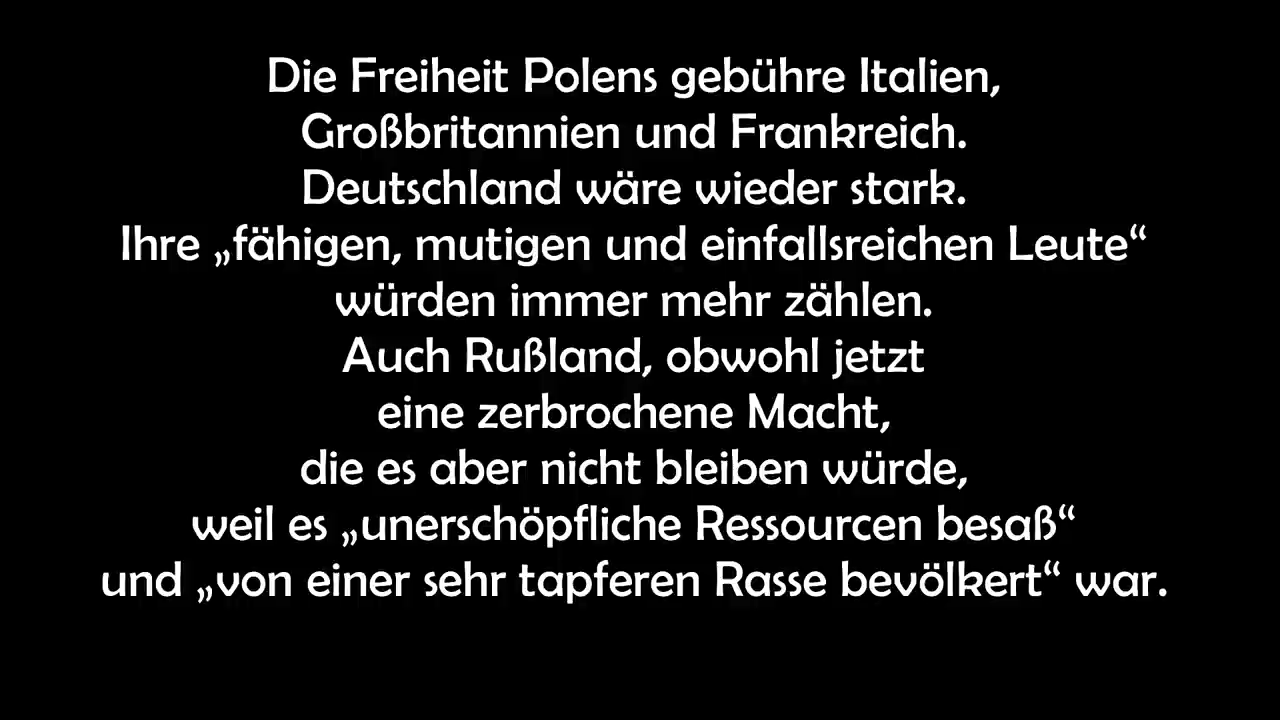 Die Freiheit Polens gebühre Italien,
Großbritannien und Frankreich.
Deutschland wäre wieder stark.
Ihre „fähigen, mutigen und einfallsreichen Leute“
würden immer mehr zählen.
Auch Rußland, obwohl jetzt
eine zerbrochene Macht,
die es aber nicht bleiben würde,
weil es „unerschöpfliche Ressourcen besaß“
und „von einer sehr tapferen Rasse bevölkert“ war.